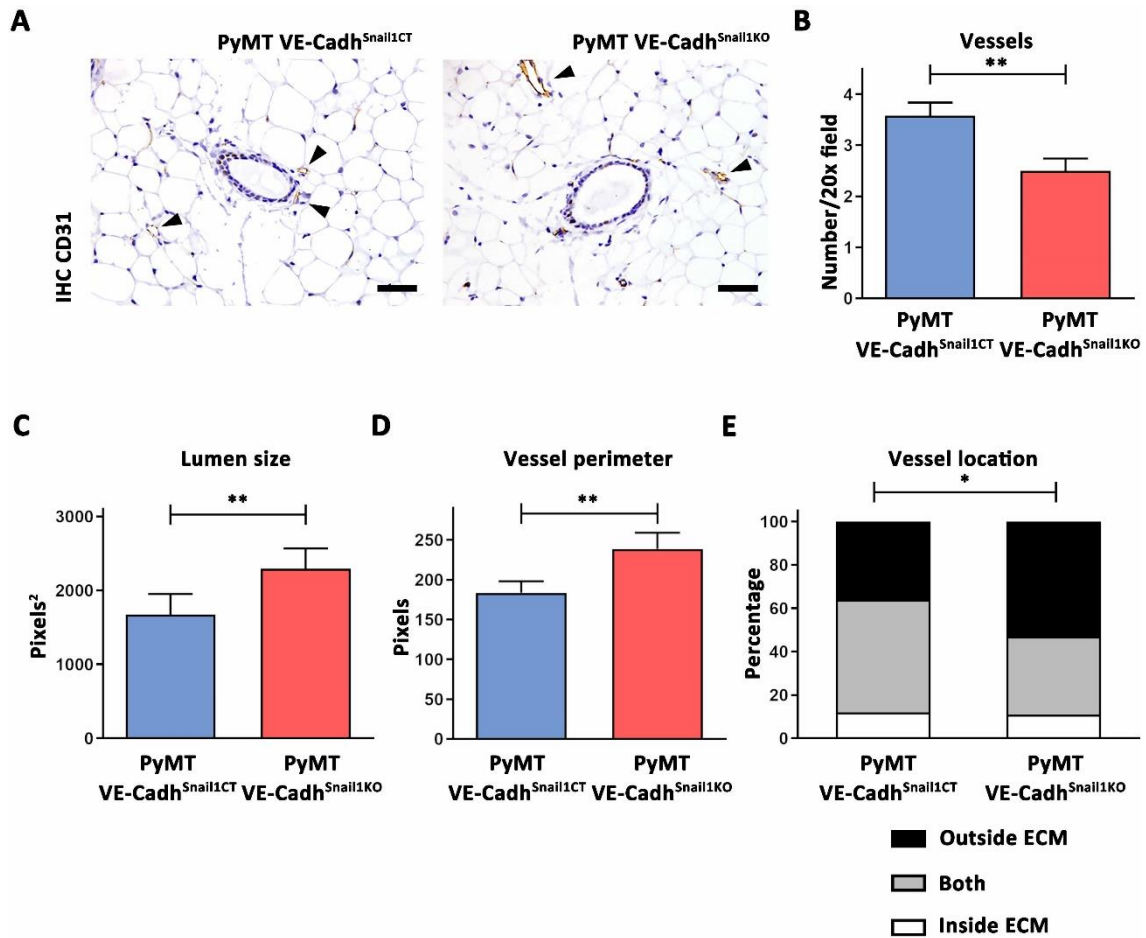 A
PyMT VE-Cadh^Snail1CT
PyMT VE-Cadh^Snail1KO
IHC CD31
B
Vessels
**
Number/20x field
4
3
2
1
0
PyMT
VE-Cadh^Snail1CT
PyMT
VE-Cadh^Snail1KO
C
Lumen size
**
Pixels²
3000
2000
1000
0
PyMT
VE-Cadh^Snail1CT
PyMT
VE-Cadh^Snail1KO
D
Vessel perimeter
**
Pixels
250
200
150
100
50
0
PyMT
VE-Cadh^Snail1CT
PyMT
VE-Cadh^Snail1KO
E
Vessel location
*
Percentage
100
80
60
40
20
0
PyMT
VE-Cadh^Snail1CT
PyMT
VE-Cadh^Snail1KO
Outside ECM
Both
Inside ECM